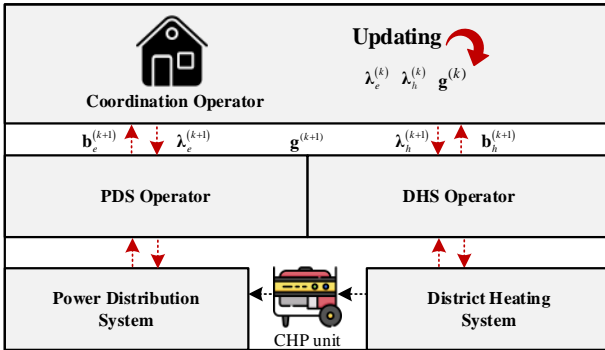 Updating
λ_e^(k) λ_h^(k) g^(k)
Coordination Operator
b_e^(k+1) λ_e^(k+1) g^(k+1) λ_h^(k+1) b_h^(k+1)
PDS Operator DHS Operator
Power Distribution System
District Heating System
CHP unit